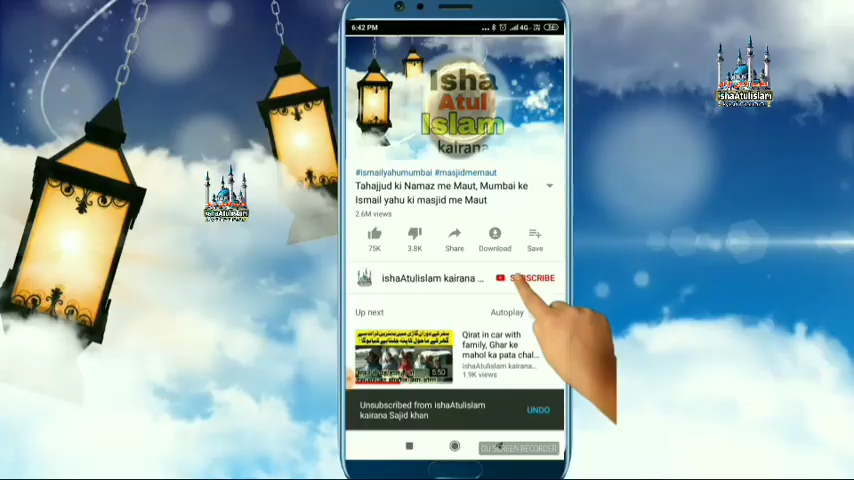 6:42 PM
4G
Isha
Atul
Islam
kairana
ishaAtulislam
ishaAtulislam
#ismailyahumumbai #masjidmemaut
Tahajjud ki Namaz me Maut, Mumbai ke
Ismail yahu ki masjid me Maut
2.6M views
75K
3.8K
Share
Download
Save
ishaAtulislam kairana ...
SUBSCRIBE
Up next
Autoplay
5:50
Qirat in car with
family, Ghar ke
mahol ka pata chal...
ishaAtulislam kairana...
1.9K views
Unsubscribed from ishaAtulislam
kairana Sajid khan
UNDO
DU SCREEN RECORDER